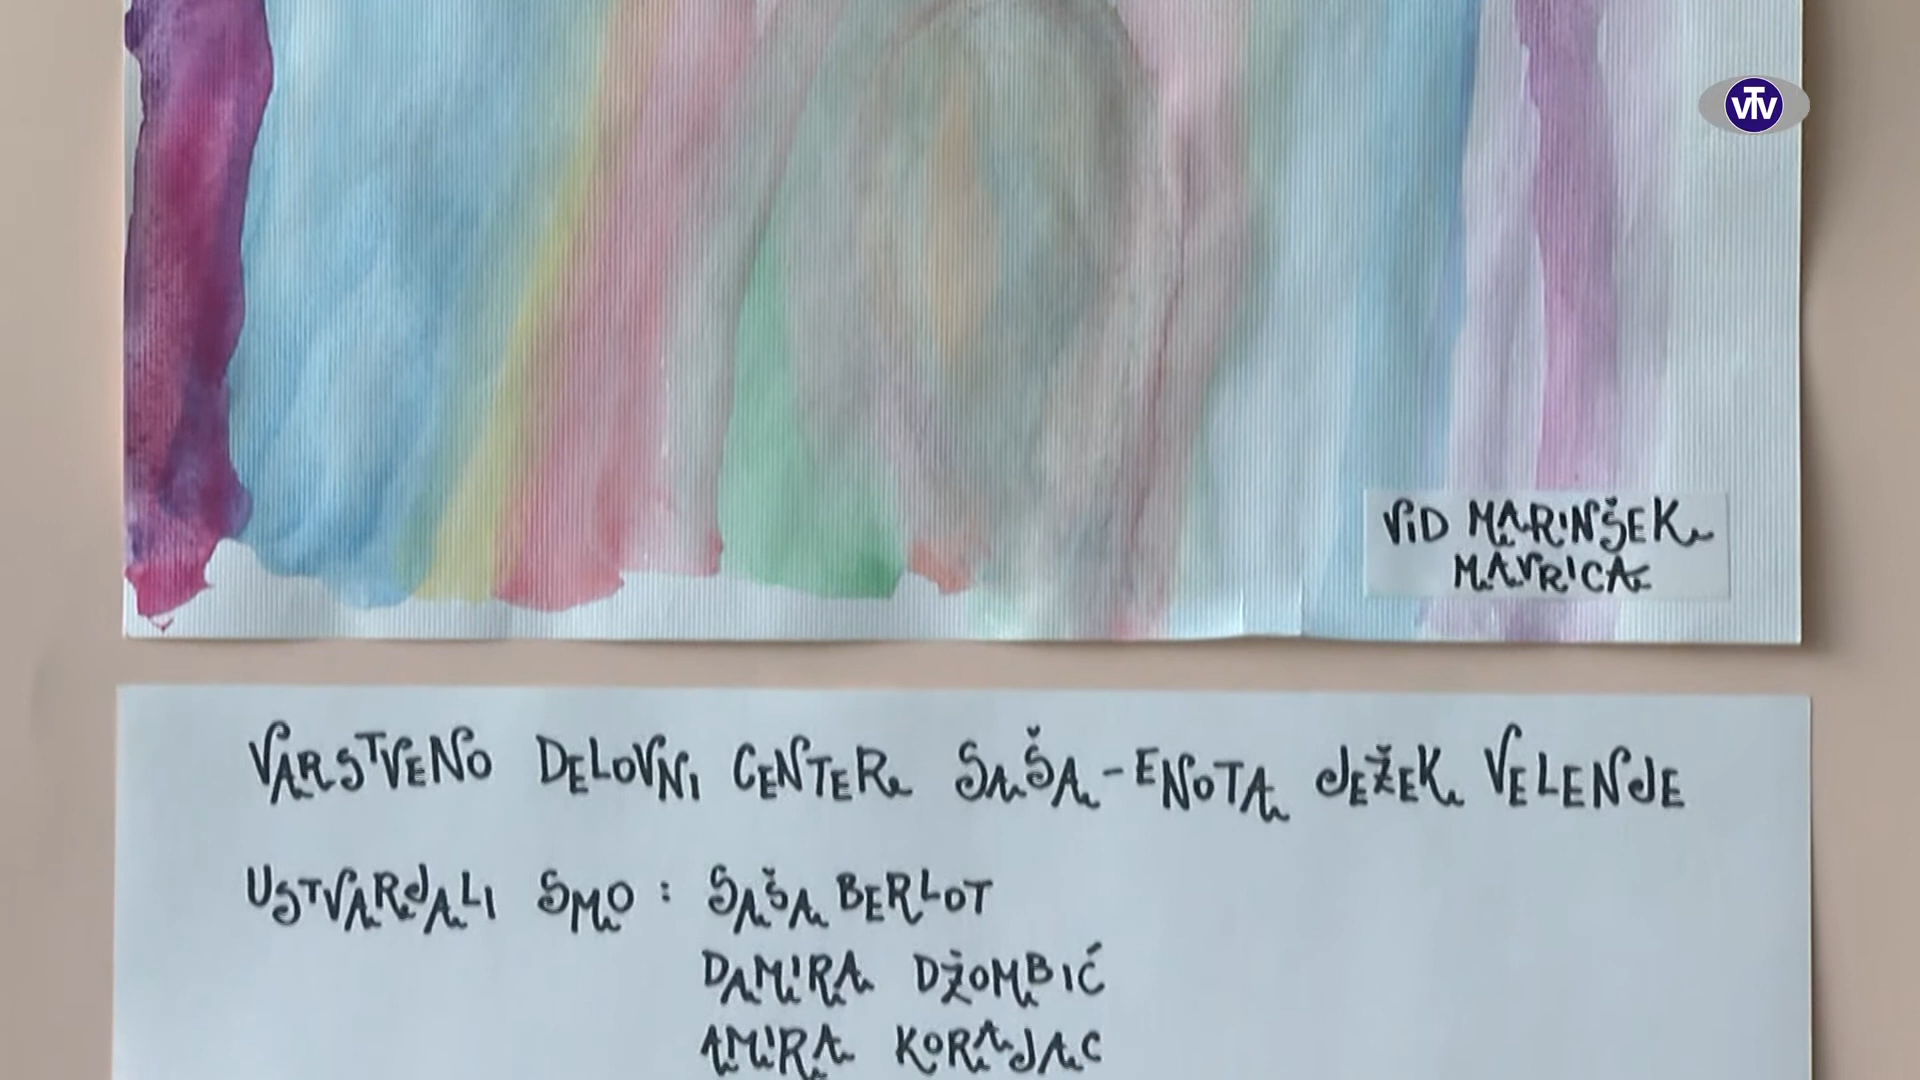 VTV
VID MARINŠEK
MAVRICA
VARSTVENO DELOVNI CENTER SAŠA-ENOTA JEŽEK VELENJE
USTVARJALI SMO: SAŠA BERLOT
DAMIRA DŽOMBIĆ
AMIRA KORAJAC